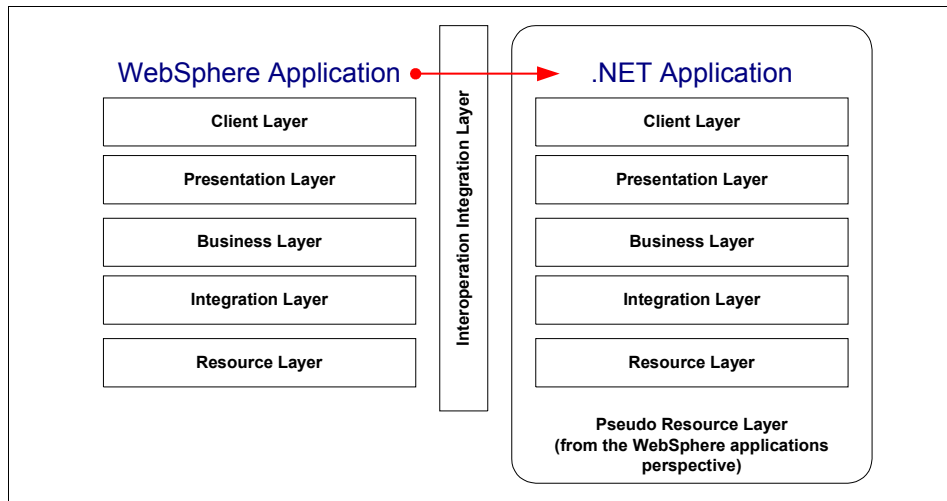 WebSphere Application
Client Layer
Presentation Layer
Business Layer
Integration Layer
Resource Layer
Interoperation Integration Layer
.NET Application
Client Layer
Presentation Layer
Business Layer
Integration Layer
Resource Layer
Pseudo Resource Layer
(from the WebSphere applications
perspective)